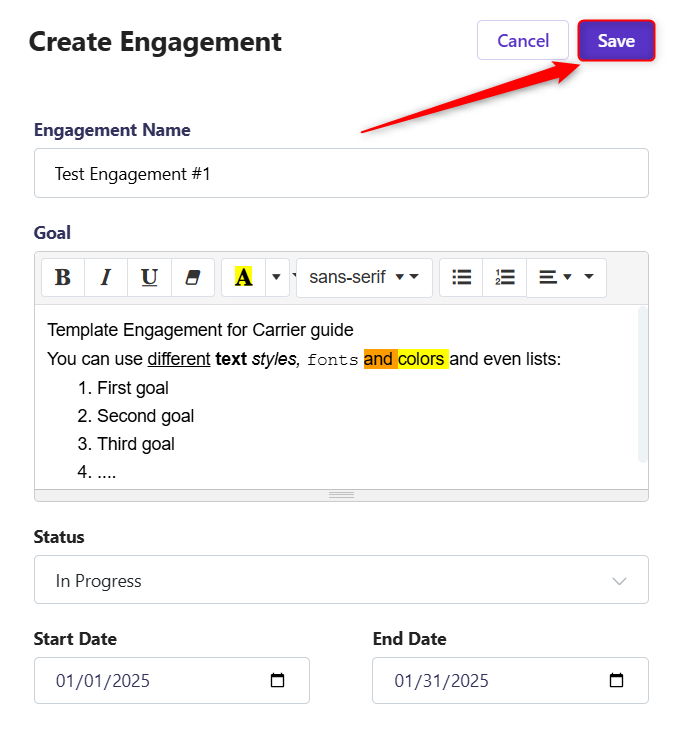 Create Engagement
Cancel
Save
Engagement Name
Test Engagement #1
Goal
B I U A sans-serif
Template Engagement for Carrier guide
You can use different text styles, fonts and colors and even lists:
1. First goal
2. Second goal
3. Third goal
4. ....
Status
In Progress
Start Date
End Date
01/01/2025
01/31/2025